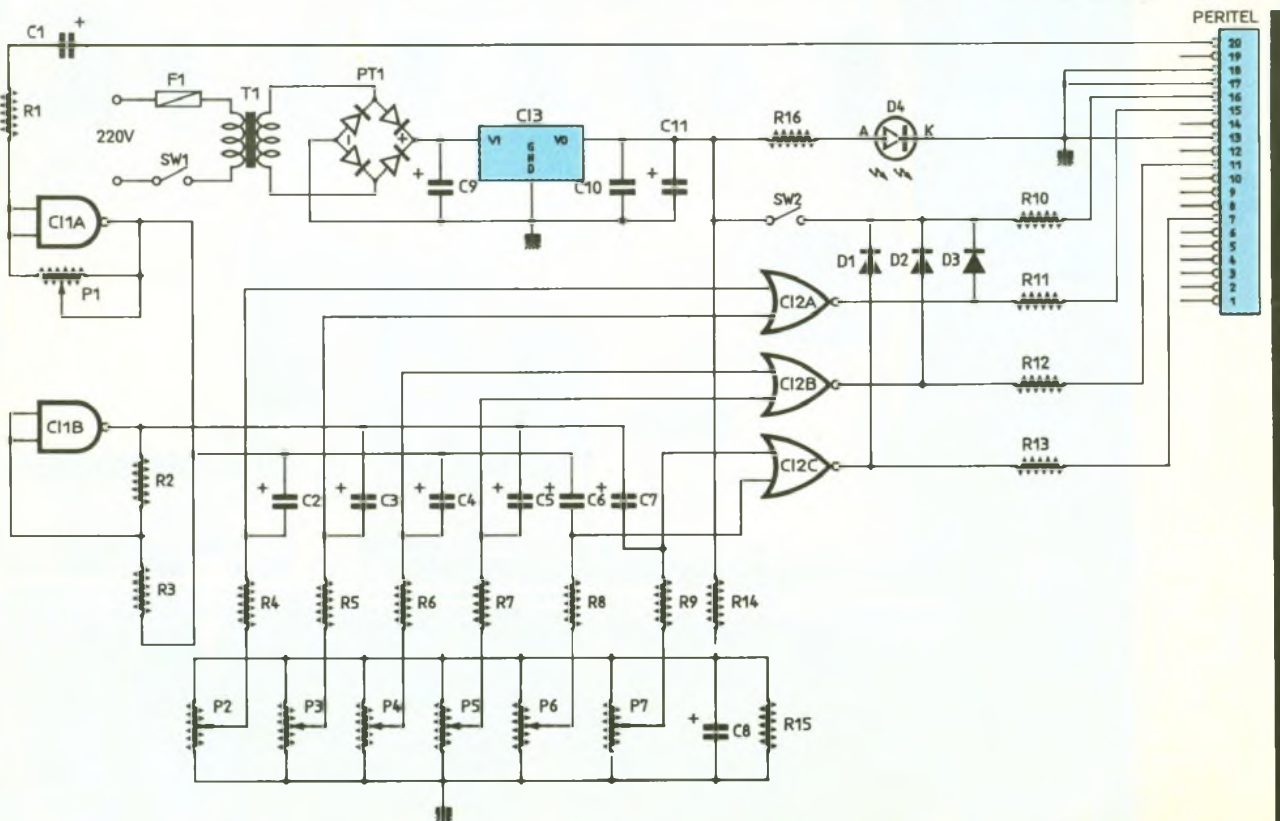 PERITEL
C1 +
20
19
18
17
16
15
14
13
12
11
10
9
8
7
6
5
4
3
2
1
R1
F1
T1
PT1
220V
SW1
- +
CI3
VI
GND
VO
C9 +
C10
C11 +
R16
D4
A K
SW2
R10
CI1A
P1
D1
D2
D3
CI2A
R11
CI2B
R12
CI1B
CI2C
R13
R2
+ C2
+ C3
+ C4
+ C5
+ C6
+ C7
R3
R4
R5
R6
R7
R8
R9
R14
P2
P3
P4
P5
P6
P7
+ C8
R15